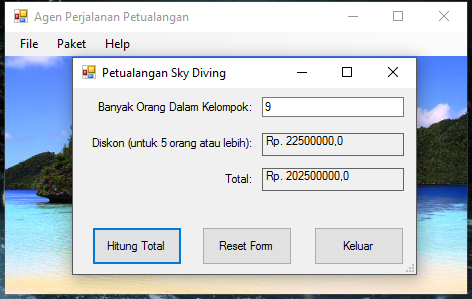 Agen Perjalanan Petualangan
File Paket Help
Petualangan Sky Diving
Banyak Orang Dalam Kelompok: 9
Diskon (untuk 5 orang atau lebih): Rp. 22500000,0
Total: Rp. 202500000,0
Hitung Total Reset Form Keluar